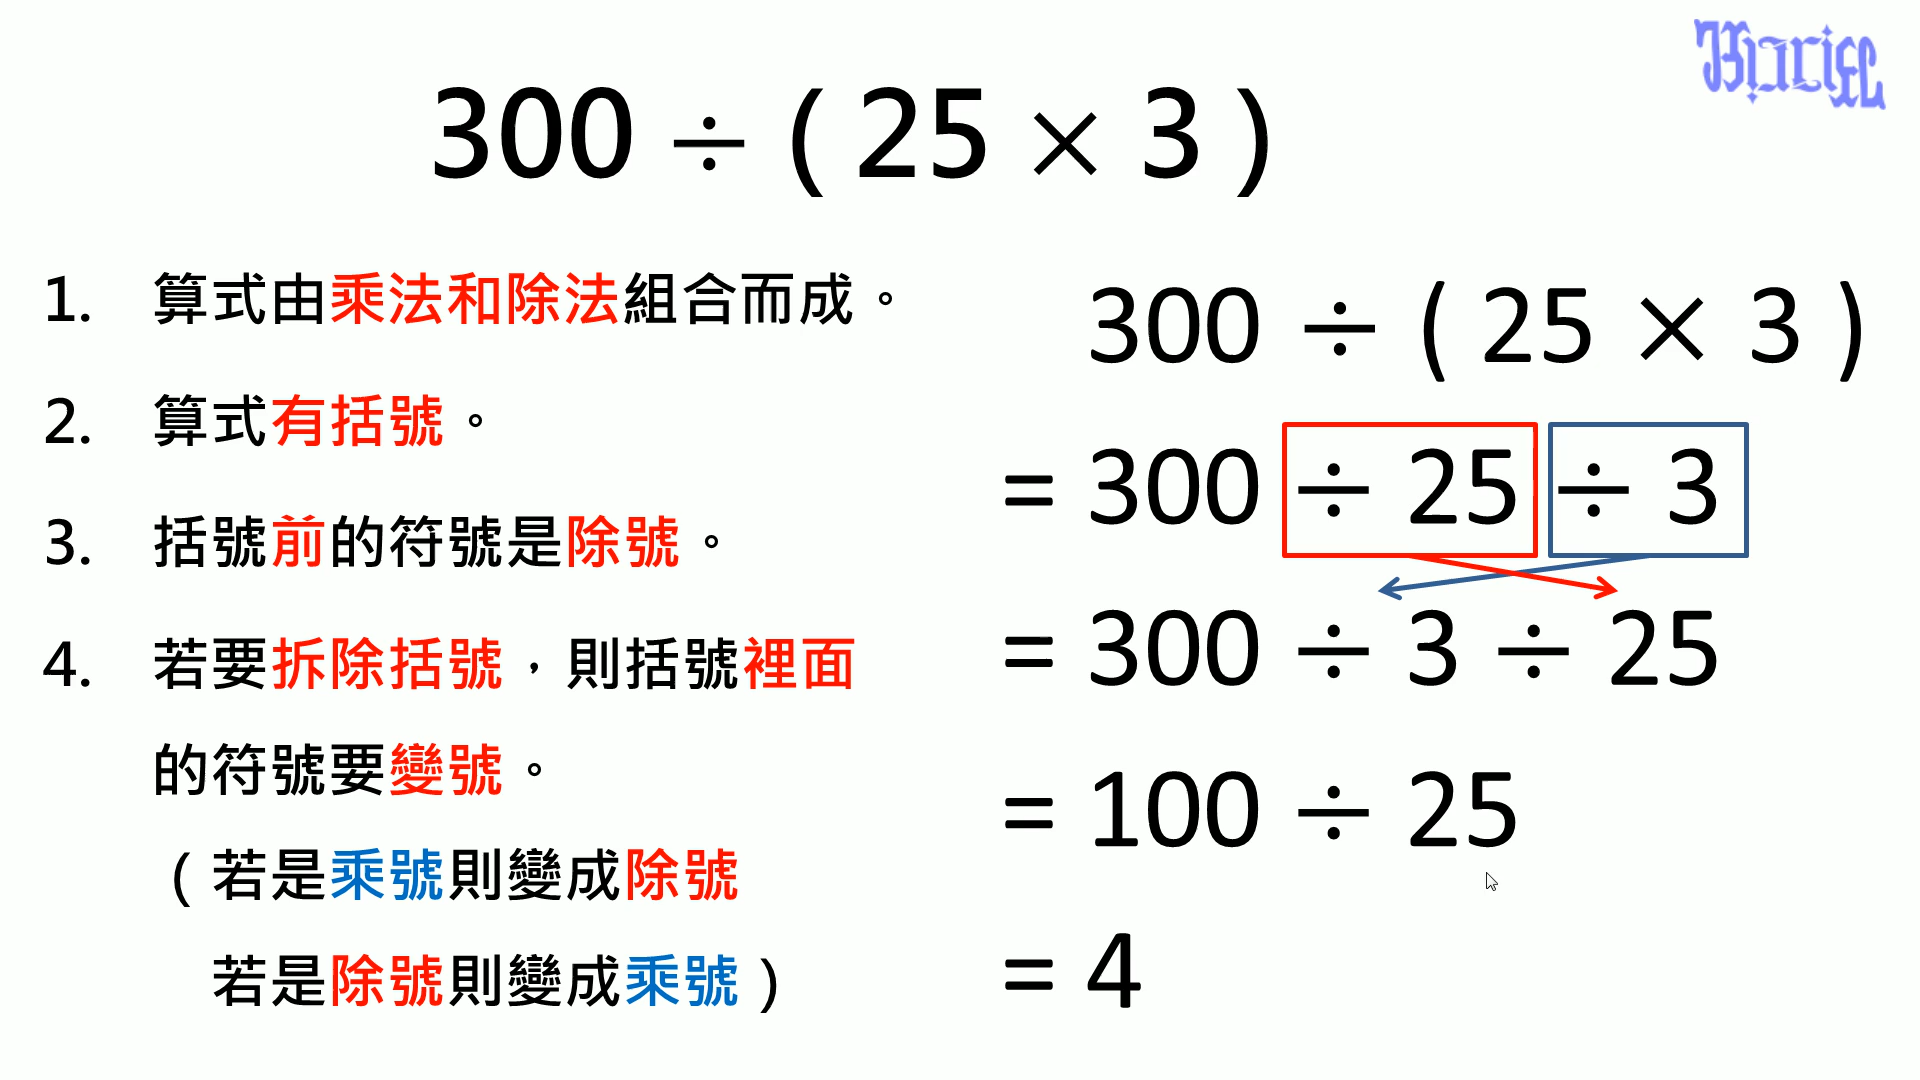 300 ÷ ( 25 × 3 )
1. 算式由乘法和除法組合而成。
2. 算式有括號。
3. 括號前的符號是除號。
4. 若要拆除括號，則括號裡面
的符號要變號。
( 若是乘號則變成除號
若是除號則變成乘號 )
300 ÷ ( 25 × 3 )
= 300 ÷ 25 ÷ 3
= 300 ÷ 3 ÷ 25
= 100 ÷ 25
= 4